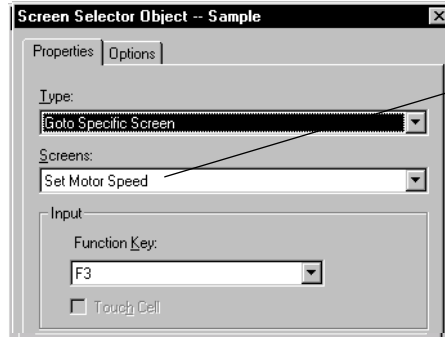 Screen Selector Object -- Sample
Properties Options
Type:
Goto Specific Screen
Screens:
Set Motor Speed
Input
Function Key:
F3
Touch Cell